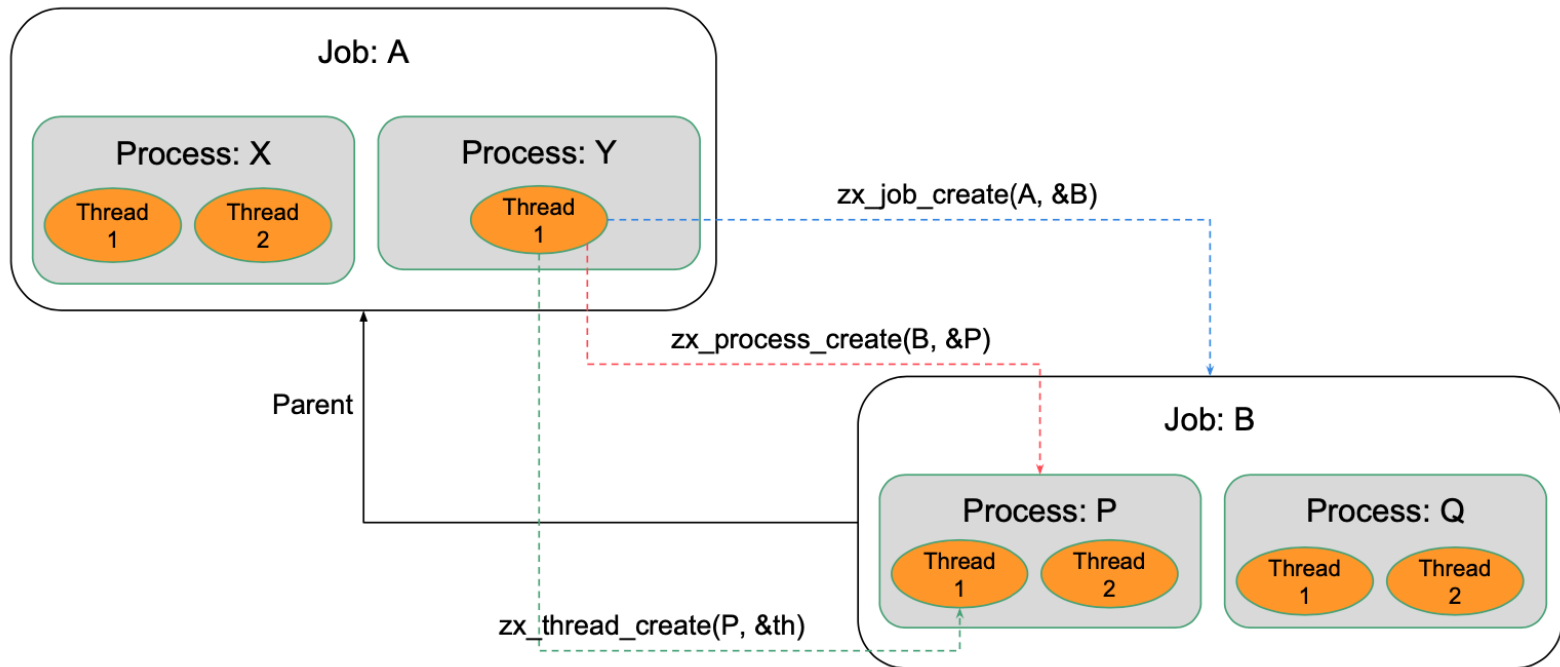 Job: A
Process: X
Thread
1
Thread
2
Process: Y
Thread
1
zx_job_create(A, &B)
zx_process_create(B, &P)
Parent
Job: B
Process: P
Thread
1
Thread
2
Process: Q
Thread
1
Thread
2
zx_thread_create(P, &th)